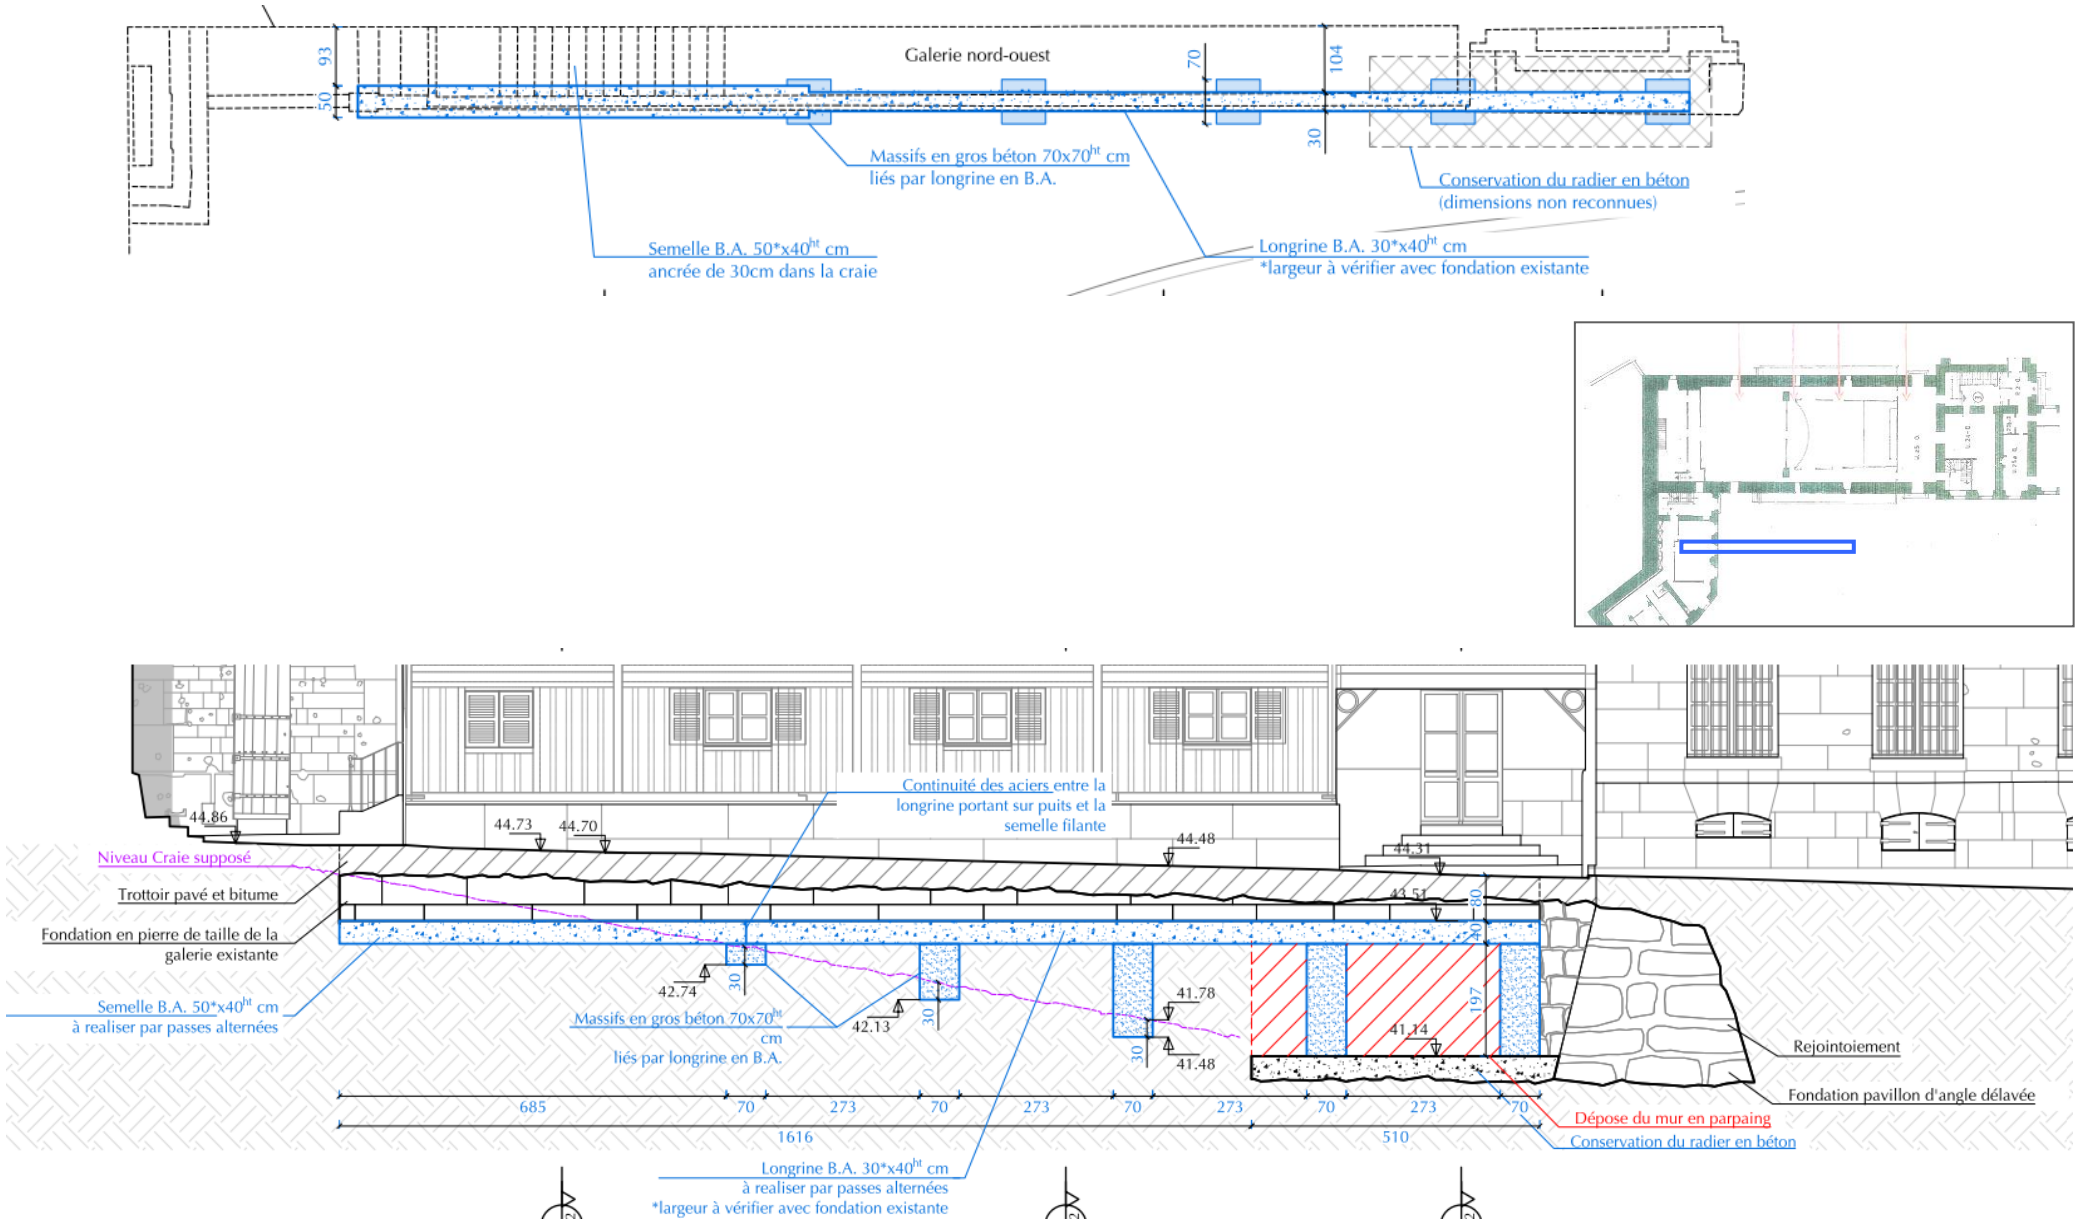 93
50
Galerie nord-ouest
70
104
30
Massifs en gros béton 70x70ht cm
liés par longrine en B.A.
Conservation du radier en béton
(dimensions non reconnues)
Semelle B.A. 50*x40ht cm
ancrée de 30cm dans la craie
Longrine B.A. 30*x40ht cm
*largeur à vérifier avec fondation existante
Continuité des aciers entre la
longrine portant sur puits et la
semelle filante
44.86
44.73
44.70
44.48
44.31
43.51
80
40
197
Niveau Craie supposé
Trottoir pavé et bitume
Fondation en pierre de taille de la
galerie existante
Semelle B.A. 50*x40ht cm
à realiser par passes alternées
42.74
30
42.13
30
41.78
41.48
30
41.14
Massifs en gros béton 70x70ht
cm
liés par longrine en B.A.
Rejointoiement
Fondation pavillon d'angle délavée
Dépose du mur en parpaing
Conservation du radier en béton
685
70
273
70
273
70
273
70
273
70
1616
510
Longrine B.A. 30*x40ht cm
à realiser par passes alternées
*largeur à vérifier avec fondation existante